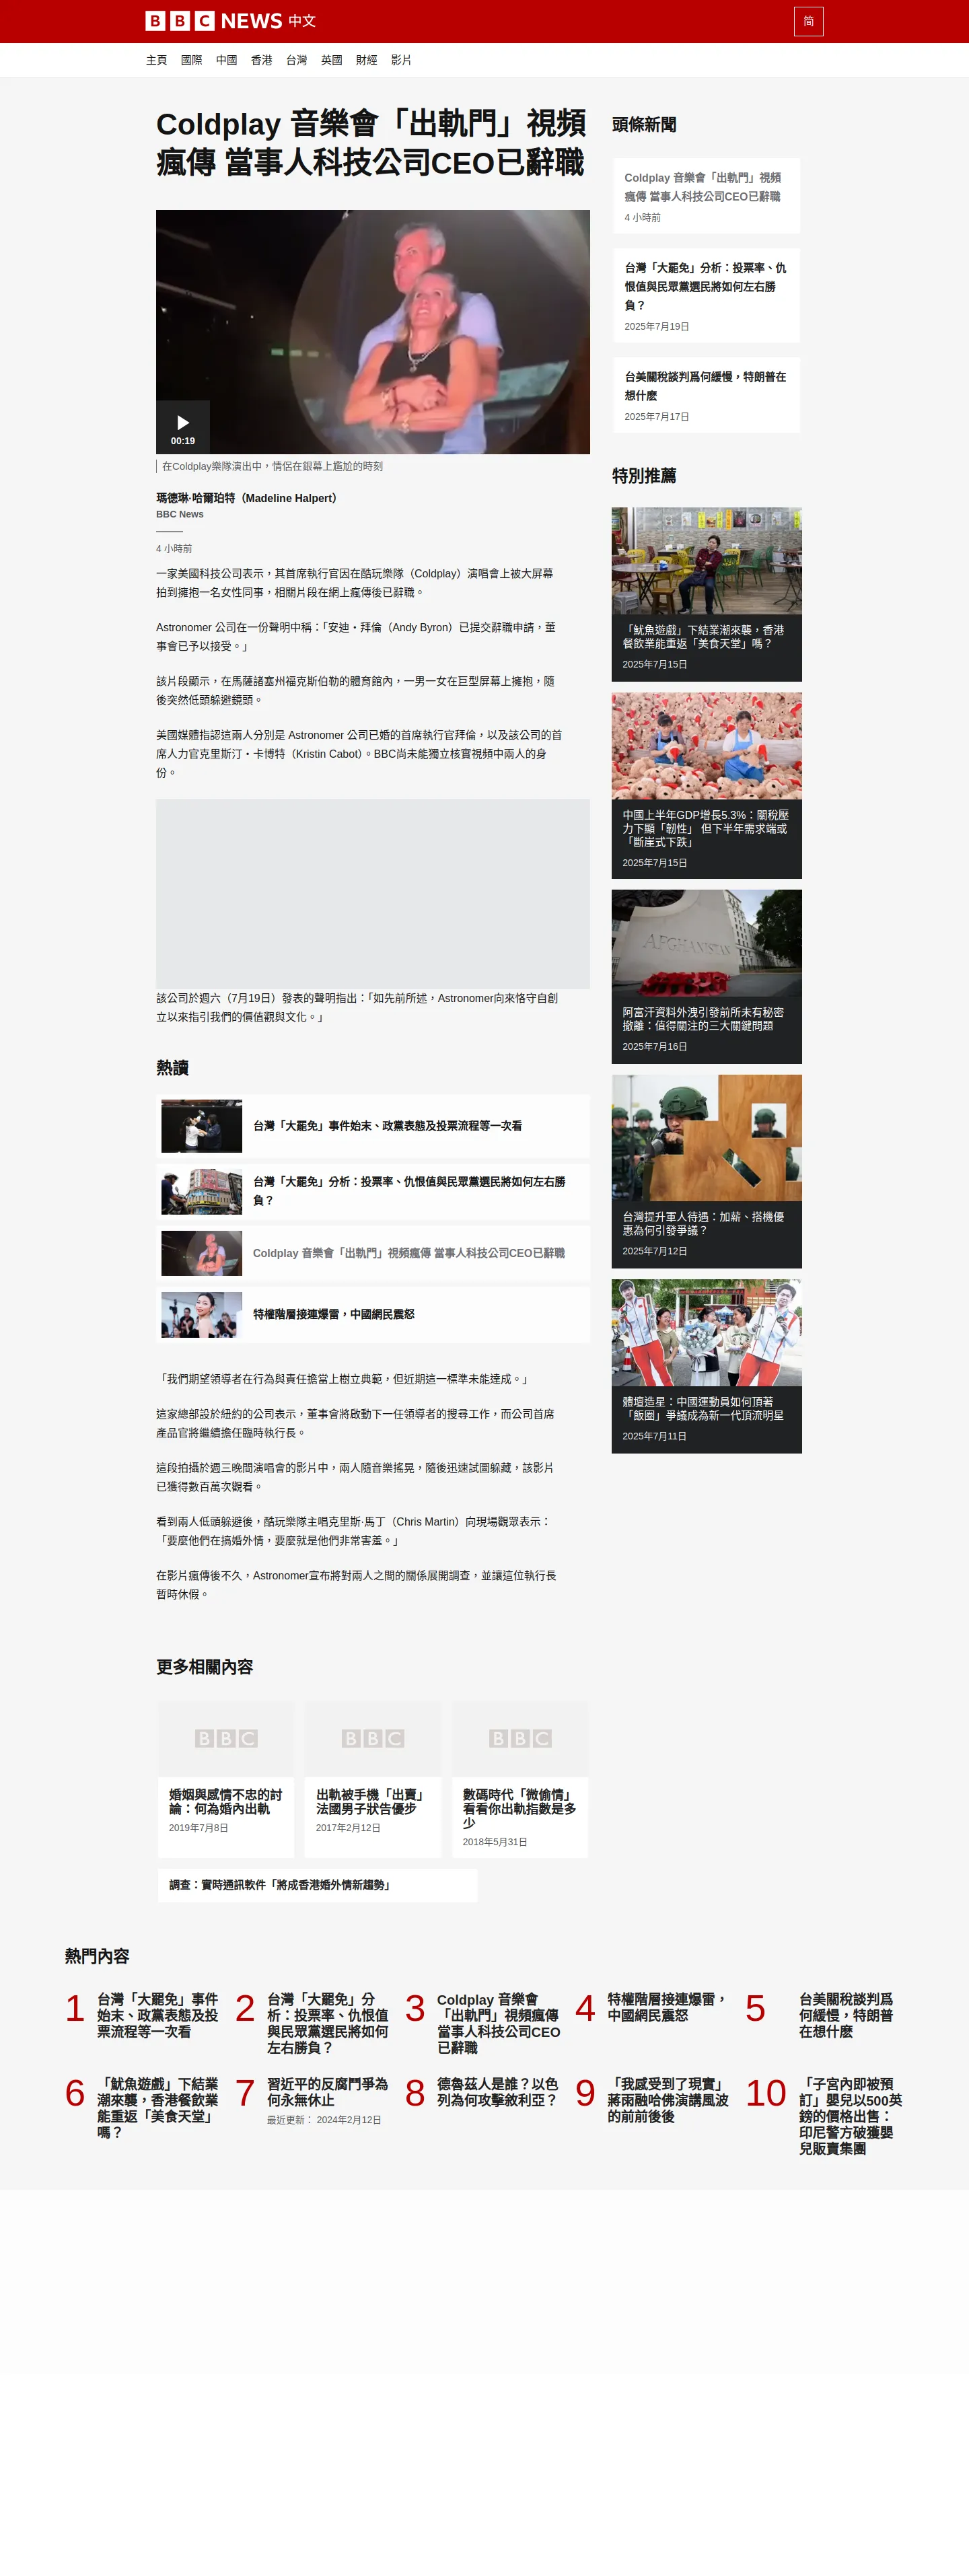 BBC NEWS 中文
简
主頁 國際 中國 香港 台灣 英國 財經 影片
Coldplay 音樂會「出軌門」視頻
瘋傳 當事人科技公司CEO已辭職
00:19
在Coldplay樂隊演出中，情侶在銀幕上尷尬的時刻
瑪德琳·哈爾珀特（Madeline Halpert）
BBC News
4 小時前
一家美國科技公司表示，其首席執行官因在酷玩樂隊（Coldplay）演唱會上被大屏幕
拍到擁抱一名女性同事，相關片段在網上瘋傳後已辭職。
Astronomer 公司在一份聲明中稱：「安迪・拜倫（Andy Byron）已提交辭職申請，董
事會已予以接受。」
該片段顯示，在馬薩諸塞州福克斯伯勒的體育館內，一男一女在巨型屏幕上擁抱，隨
後突然低頭躲避鏡頭。
美國媒體指認這兩人分別是 Astronomer 公司已婚的首席執行官拜倫，以及該公司的首
席人力官克里斯汀・卡博特（Kristin Cabot）。BBC尚未能獨立核實視頻中兩人的身
份。
該公司於週六（7月19日）發表的聲明指出：「如先前所述，Astronomer向來恪守自創
立以來指引我們的價值觀與文化。」
熱讀
台灣「大罷免」事件始末、政黨表態及投票流程等一次看
台灣「大罷免」分析：投票率、仇恨值與民眾黨選民將如何左右勝
負？
Coldplay 音樂會「出軌門」視頻瘋傳 當事人科技公司CEO已辭職
特權階層接連爆雷，中國網民震怒
「我們期望領導者在行為與責任擔當上樹立典範，但近期這一標準未能達成。」
這家總部設於紐約的公司表示，董事會將啟動下一任領導者的搜尋工作，而公司首席
產品官將繼續擔任臨時執行長。
這段拍攝於週三晚間演唱會的影片中，兩人隨音樂搖晃，隨後迅速試圖躲藏，該影片
已獲得數百萬次觀看。
看到兩人低頭躲避後，酷玩樂隊主唱克里斯·馬丁（Chris Martin）向現場觀眾表示：
「要麼他們在搞婚外情，要麼就是他們非常害羞。」
在影片瘋傳後不久，Astronomer宣布將對兩人之間的關係展開調查，並讓這位執行長
暫時休假。
更多相關內容
BBC
婚姻與感情不忠的討
論：何為婚內出軌
2019年7月8日
BBC
出軌被手機「出賣」
法國男子狀告優步
2017年2月12日
BBC
數碼時代「微偷情」
看看你出軌指數是多
少
2018年5月31日
調查：實時通訊軟件「將成香港婚外情新趨勢」
頭條新聞
Coldplay 音樂會「出軌門」視頻
瘋傳 當事人科技公司CEO已辭職
4 小時前
台灣「大罷免」分析：投票率、仇
恨值與民眾黨選民將如何左右勝
負？
2025年7月19日
台美關稅談判爲何緩慢，特朗普在
想什麽
2025年7月17日
特別推薦
「魷魚遊戲」下結業潮來襲，香港
餐飲業能重返「美食天堂」嗎？
2025年7月15日
中國上半年GDP增長5.3%：關稅壓
力下顯「韌性」 但下半年需求端或
「斷崖式下跌」
2025年7月15日
AFGHANISTAN
阿富汗資料外洩引發前所未有秘密
撤離：值得關注的三大關鍵問題
2025年7月16日
台灣提升軍人待遇：加薪、搭機優
惠為何引發爭議？
2025年7月12日
體壇造星：中國運動員如何頂著
「飯圈」爭議成為新一代頂流明星
2025年7月11日
熱門內容
1
台灣「大罷免」事件
始末、政黨表態及投
票流程等一次看
2
台灣「大罷免」分
析：投票率、仇恨值
與民眾黨選民將如何
左右勝負？
3
Coldplay 音樂會
「出軌門」視頻瘋傳
當事人科技公司CEO
已辭職
4
特權階層接連爆雷，
中國網民震怒
5
台美關稅談判爲
何緩慢，特朗普
在想什麽
6
「魷魚遊戲」下結業
潮來襲，香港餐飲業
能重返「美食天堂」
嗎？
7
習近平的反腐鬥爭為
何永無休止
最近更新： 2024年2月12日
8
德魯茲人是誰？以色
列為何攻擊敘利亞？
9
「我感受到了現實」
蔣雨融哈佛演講風波
的前前後後
10
「子宮內即被預
訂」嬰兒以500英
鎊的價格出售：
印尼警方破獲嬰
兒販賣集團